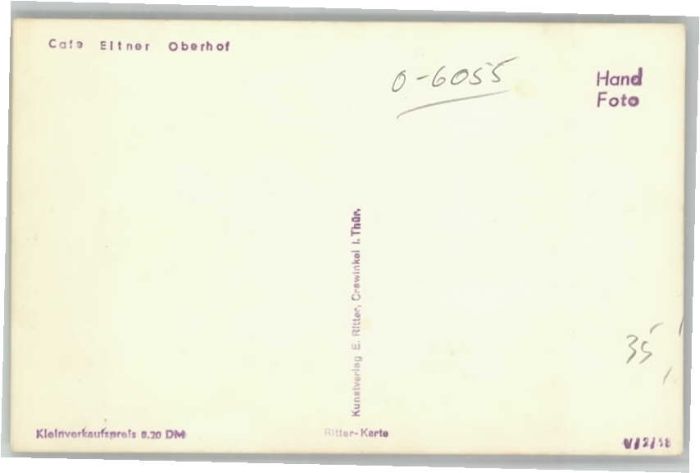 Cafe Eltner Oberhof
0-6055
Hand
Foto
Kunstverlag E. Ritter, Crawinkel i. Thür.
35
Kleinverkaufspreis 0.20 DM
Ritter-Karte